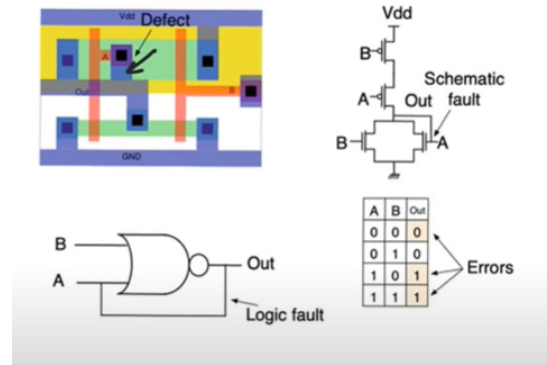 Vdd
Defect
A
Out
B
GND
Vdd
B
A
Out
Schematic
fault
B
A
B
A
Out
Logic fault
A B Out
0 0 0
0 1 0
1 0 1
1 1 1
Errors